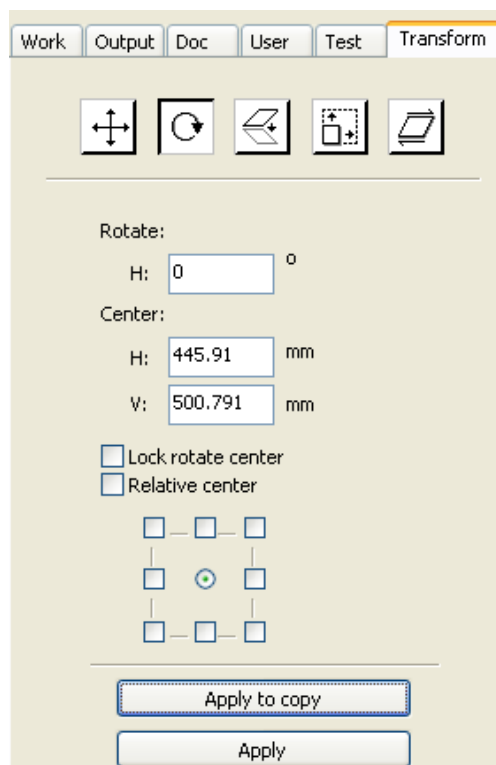 Work Output Doc User Test Transform
Rotate:
H: 0 °
Center:
H: 445.91 mm
V: 500.791 mm
Lock rotate center
Relative center
Apply to copy
Apply